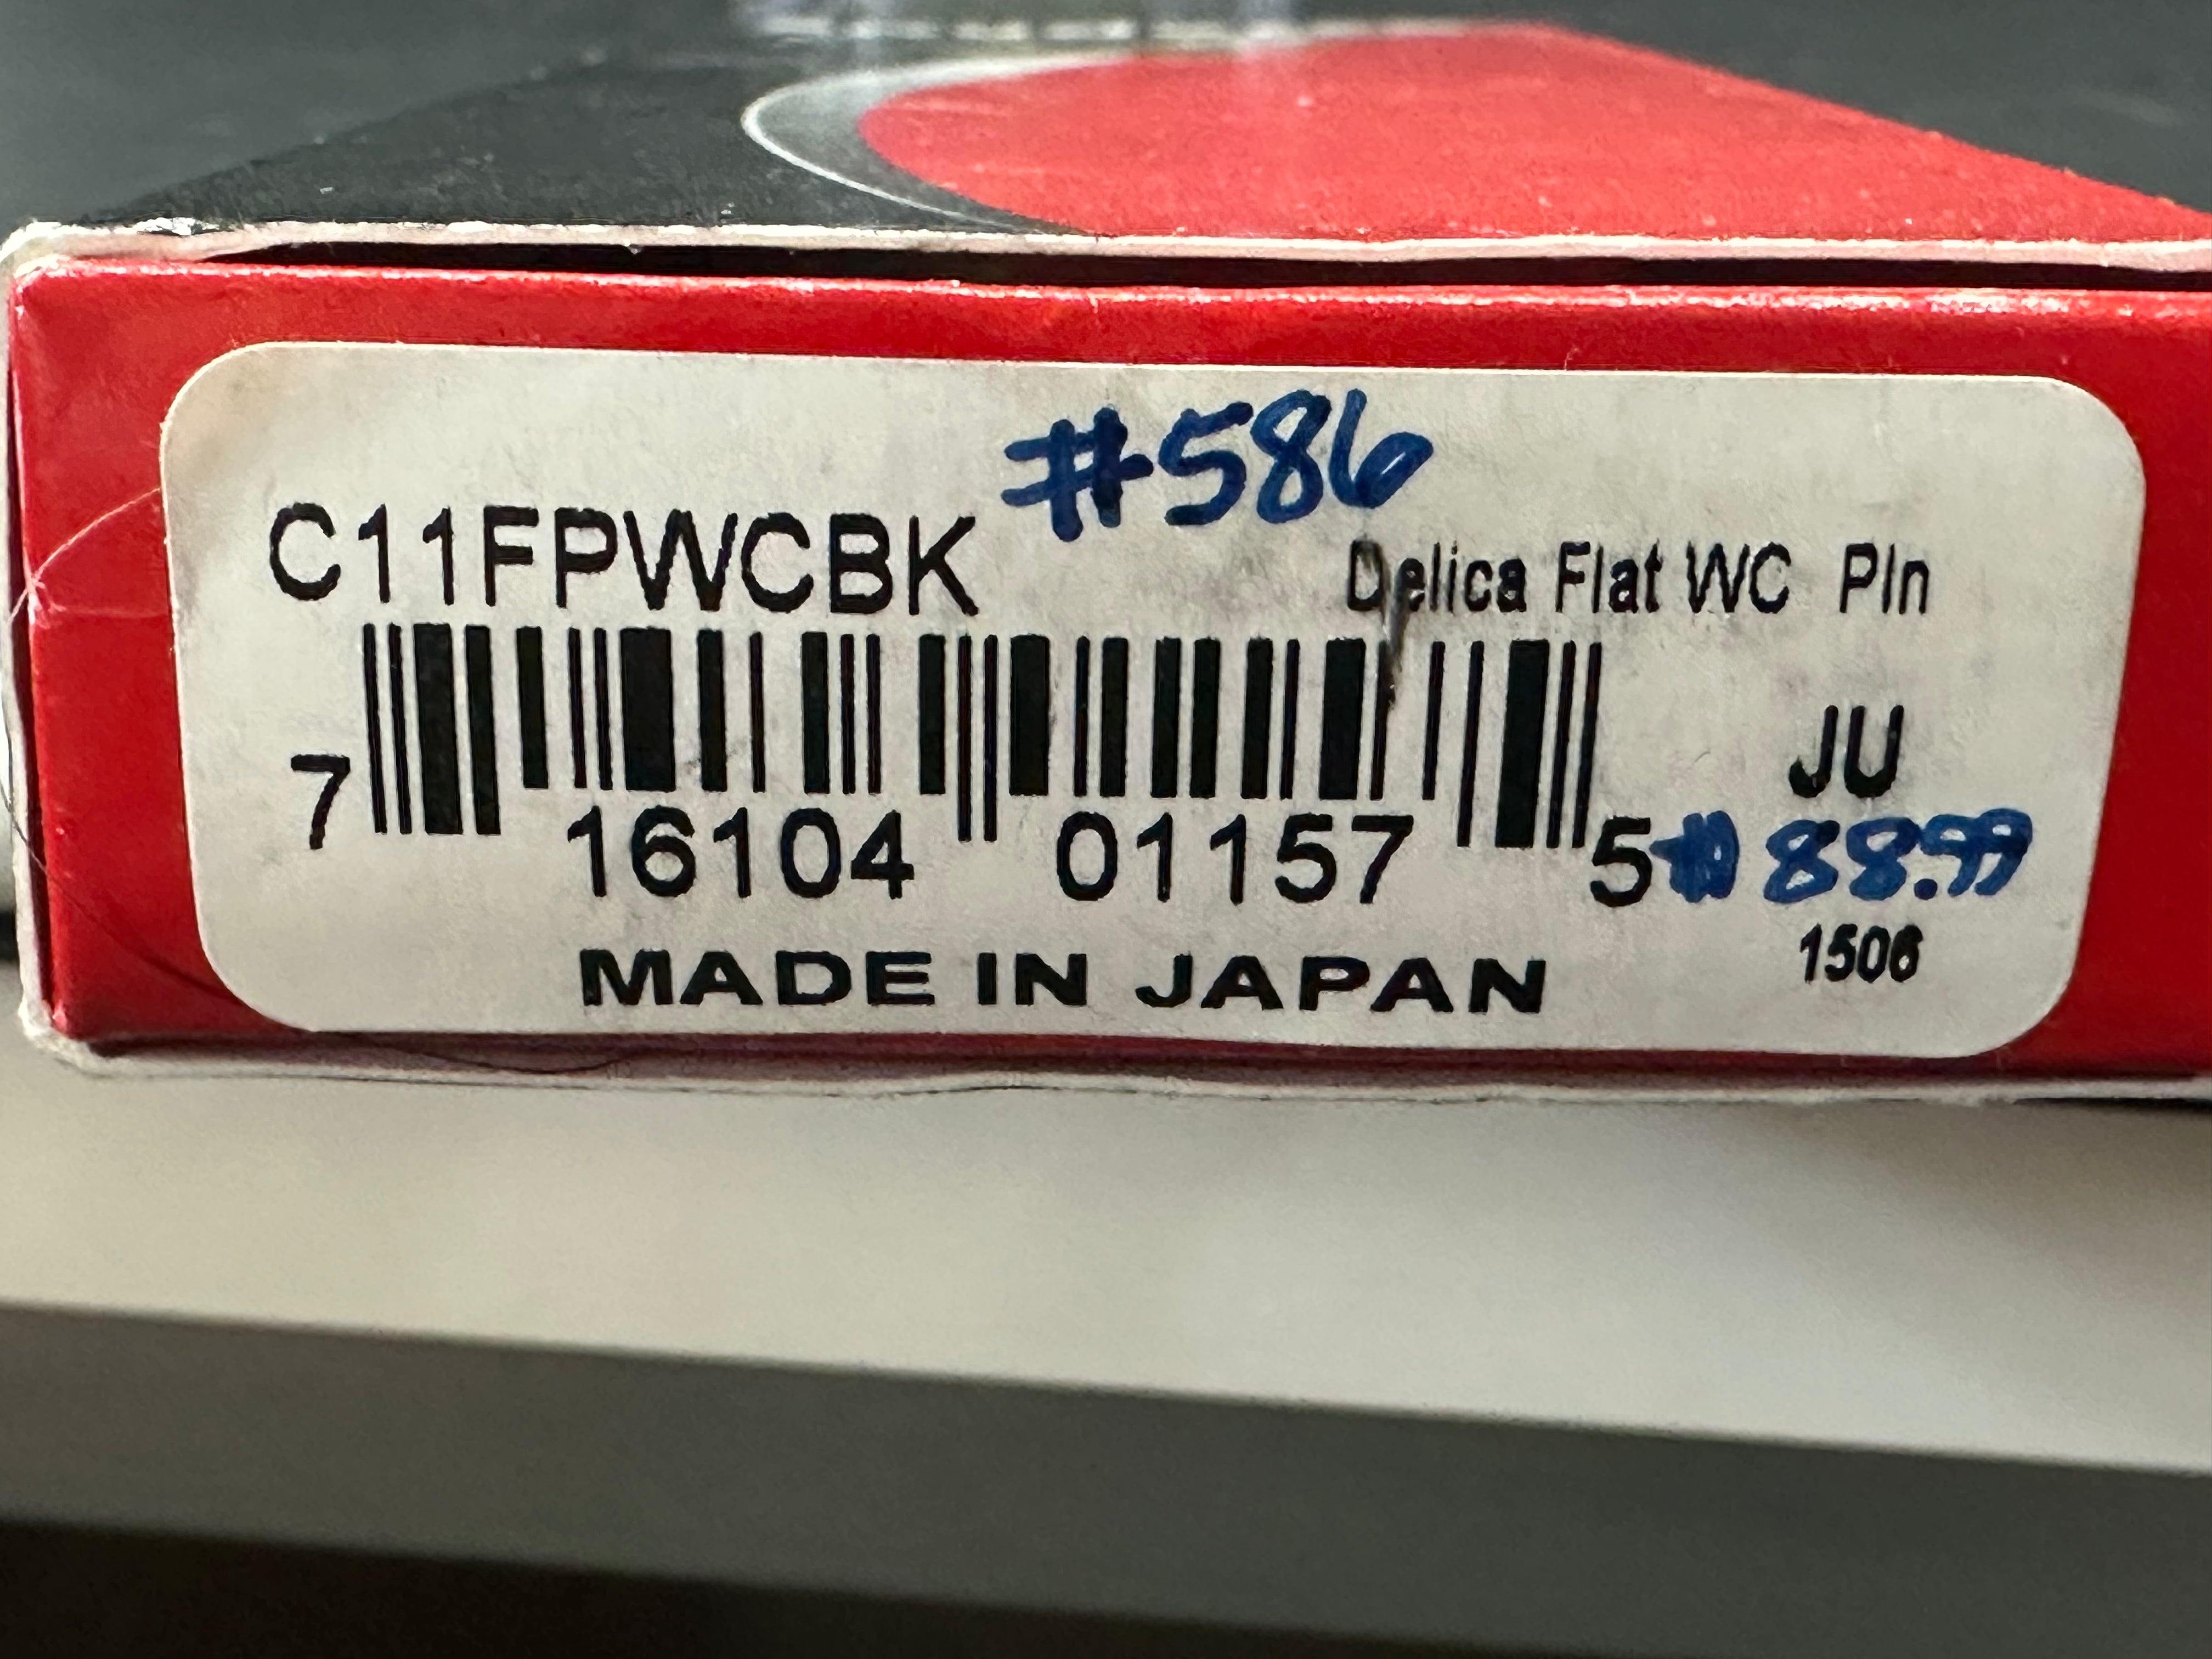 #586
C11FPWCBK
Delica Flat WC Pln
JU
7 16104 01157 5
$88.99
MADE IN JAPAN
1506